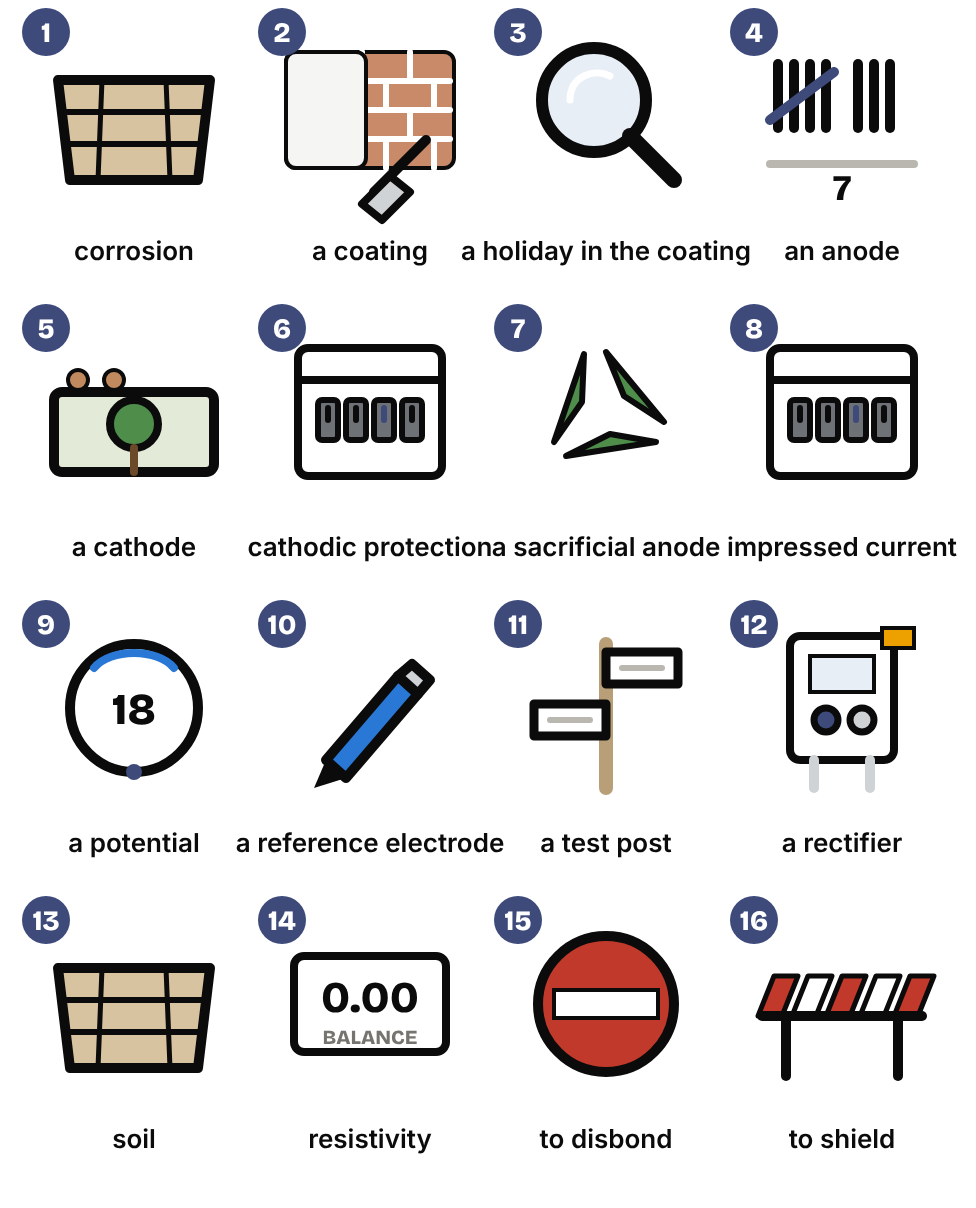 1
2
3
4
7
corrosion
a coating
a holiday in the coating
an anode
5
6
7
8
a cathode
cathodic protection
a sacrificial anode
impressed current
9
10
11
12
18
a potential
a reference electrode
a test post
a rectifier
13
14
15
16
0.00
BALANCE
soil
resistivity
to disbond
to shield